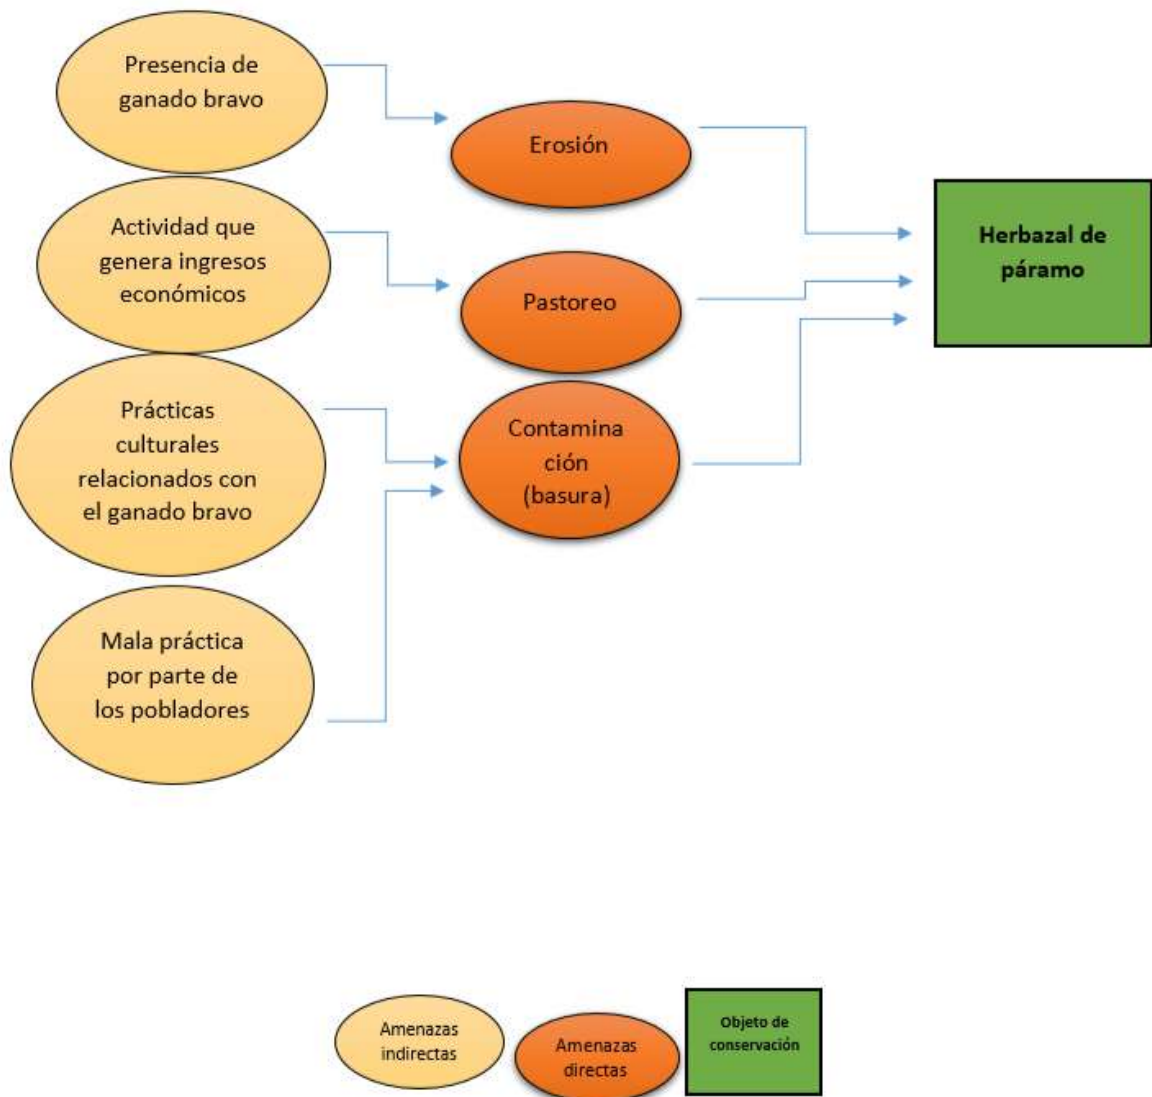 Presencia de
ganado bravo
Actividad que
genera ingresos
económicos
Prácticas
culturales
relacionados con
el ganado bravo
Mala práctica
por parte de
los pobladores
Erosión
Pastoreo
Contamina
ción
(basura)
Herbazal de
páramo
Amenazas
indirectas
Amenazas
directas
Objeto de
conservación